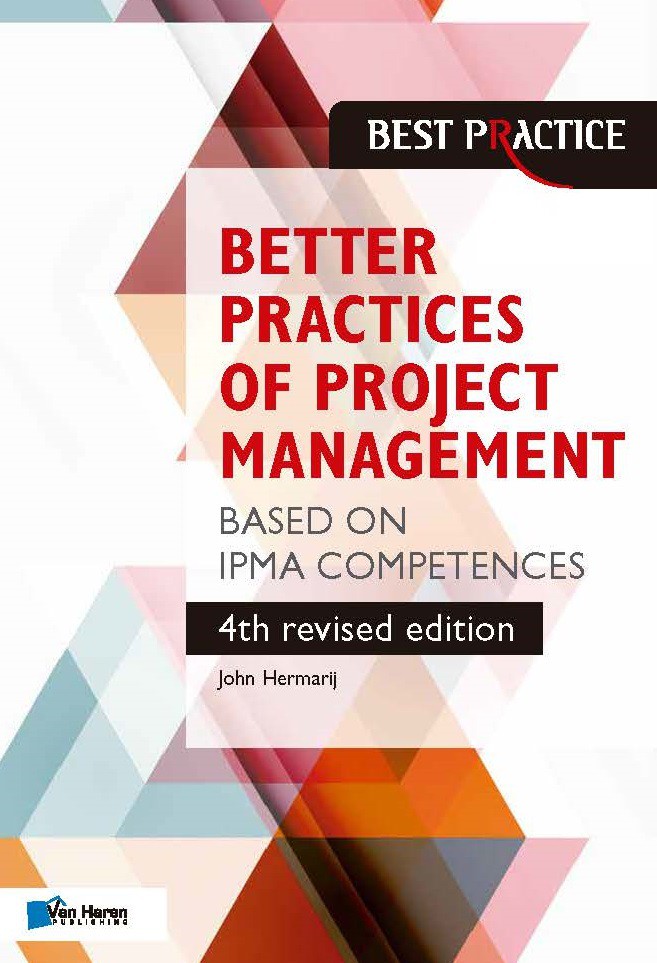 BEST PRACTICE
BETTER
PRACTICES
OF PROJECT
MANAGEMENT
BASED ON
IPMA COMPETENCES
4th revised edition
John Hermarij
Van Haren
PUBLISHING